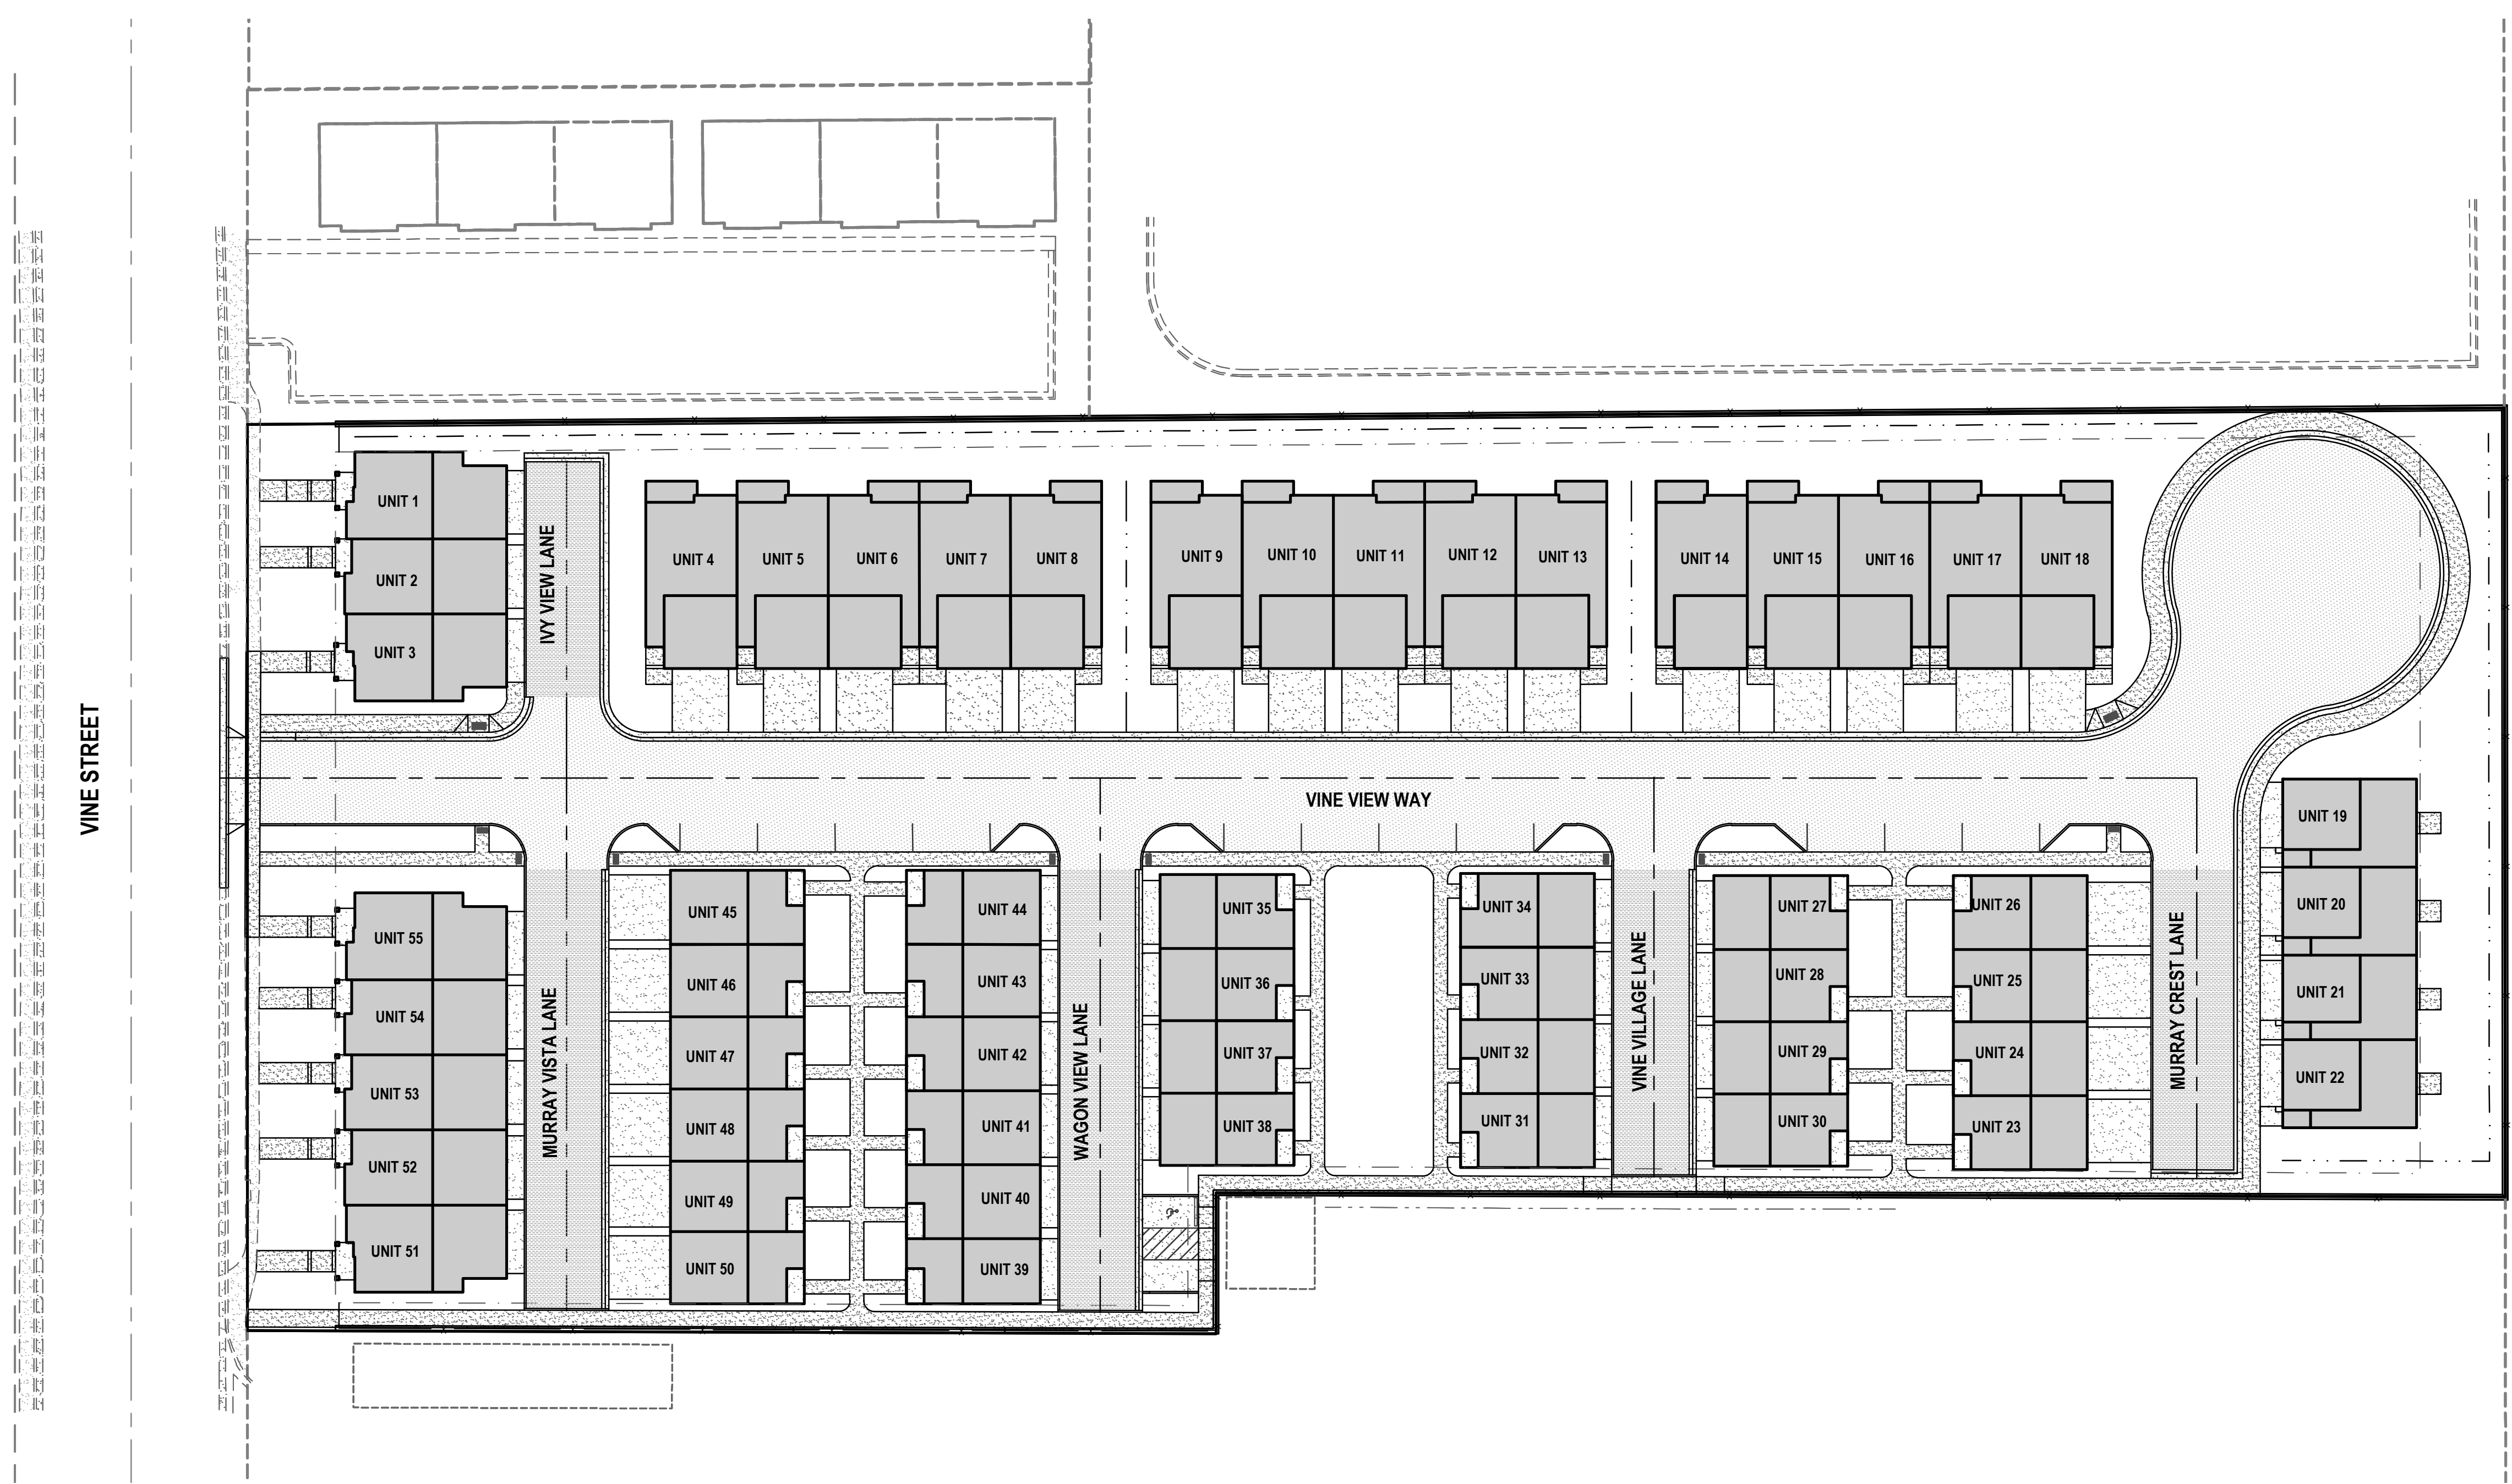 VINE STREET
UNIT 1
UNIT 2
UNIT 3
IVY VIEW LANE
UNIT 4
UNIT 5
UNIT 6
UNIT 7
UNIT 8
UNIT 9
UNIT 10
UNIT 11
UNIT 12
UNIT 13
UNIT 14
UNIT 15
UNIT 16
UNIT 17
UNIT 18
VINE VIEW WAY
UNIT 19
UNIT 20
UNIT 21
UNIT 22
UNIT 55
UNIT 54
UNIT 53
UNIT 52
UNIT 51
MURRAY VISTA LANE
UNIT 45
UNIT 46
UNIT 47
UNIT 48
UNIT 49
UNIT 50
UNIT 44
UNIT 43
UNIT 42
UNIT 41
UNIT 40
UNIT 39
WAGON VIEW LANE
UNIT 35
UNIT 36
UNIT 37
UNIT 38
UNIT 34
UNIT 33
UNIT 32
UNIT 31
VINE VILLAGE LANE
UNIT 27
UNIT 28
UNIT 29
UNIT 30
UNIT 26
UNIT 25
UNIT 24
UNIT 23
MURRAY CREST LANE